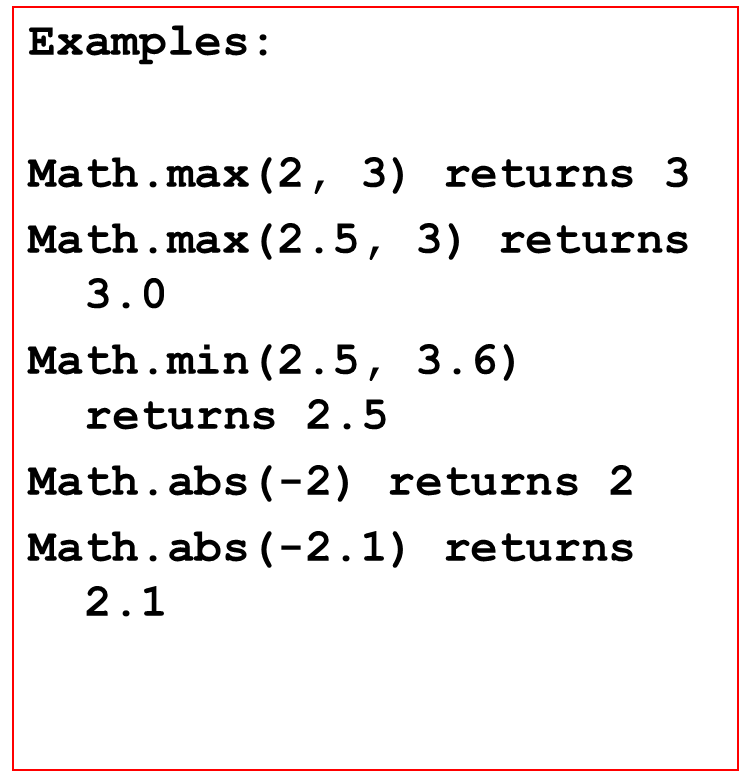 Examples:
Math.max(2, 3) returns 3
Math.max(2.5, 3) returns
3.0
Math.min(2.5, 3.6)
returns 2.5
Math.abs(-2) returns 2
Math.abs(-2.1) returns
2.1